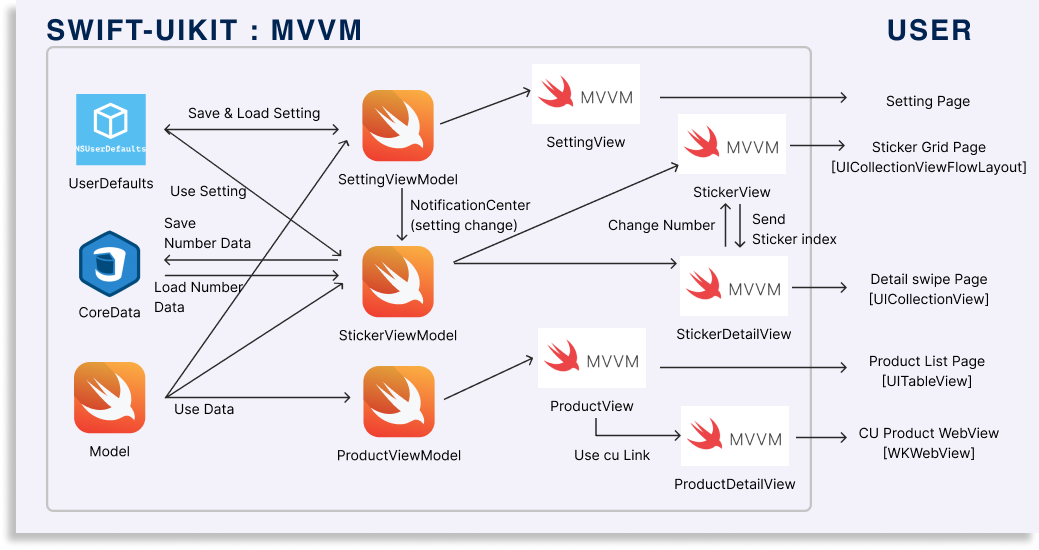 SWIFT-UIKIT : MVVM
USER
NSUserDefaults
UserDefaults
Save & Load Setting
Use Setting
SettingViewModel
MVVM
SettingView
Setting Page
MVVM
StickerView
Sticker Grid Page
[UICollectionViewFlowLayout]
NotificationCenter
(setting change)
Change Number
Send
Sticker index
Save
Number Data
Load Number
Data
CoreData
StickerViewModel
MVVM
StickerDetailView
Detail swipe Page
[UICollectionView]
Model
Use Data
ProductViewModel
MVVM
ProductView
Product List Page
[UITableView]
Use cu Link
MVVM
ProductDetailView
CU Product WebView
[WKWebView]